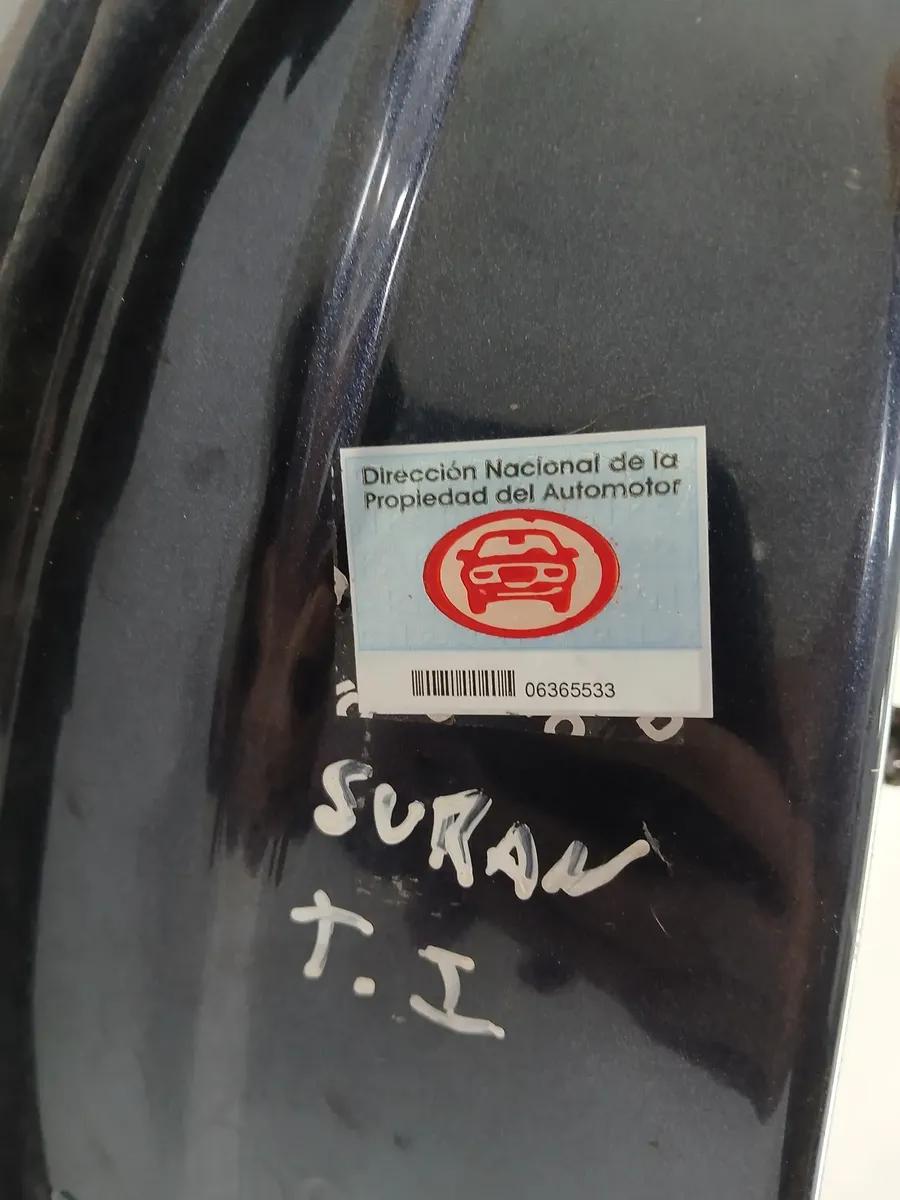 Dirección Nacional de la
Propiedad del Automotor
06365533
SURAN
T.I